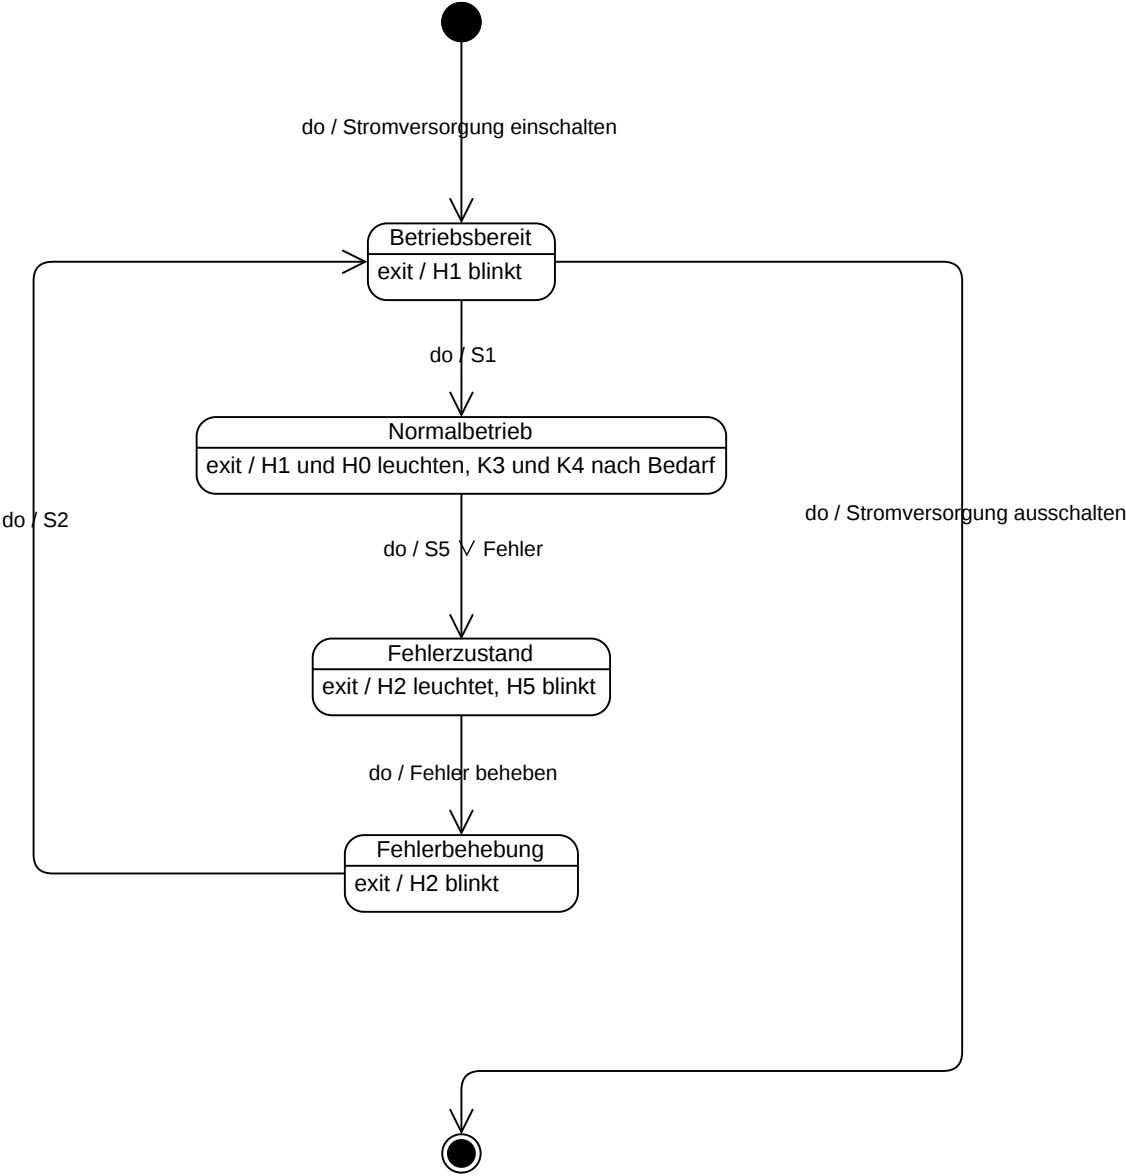 do / Stromversorgung einschalten
Betriebsbereit
exit / H1 blinkt
do / S1
Normalbetrieb
exit / H1 und H0 leuchten, K3 und K4 nach Bedarf
do / Stromversorgung ausschalten
do / S2
do / S5 ∨ Fehler
Fehlerzustand
exit / H2 leuchtet, H5 blinkt
do / Fehler beheben
Fehlerbehebung
exit / H2 blinkt